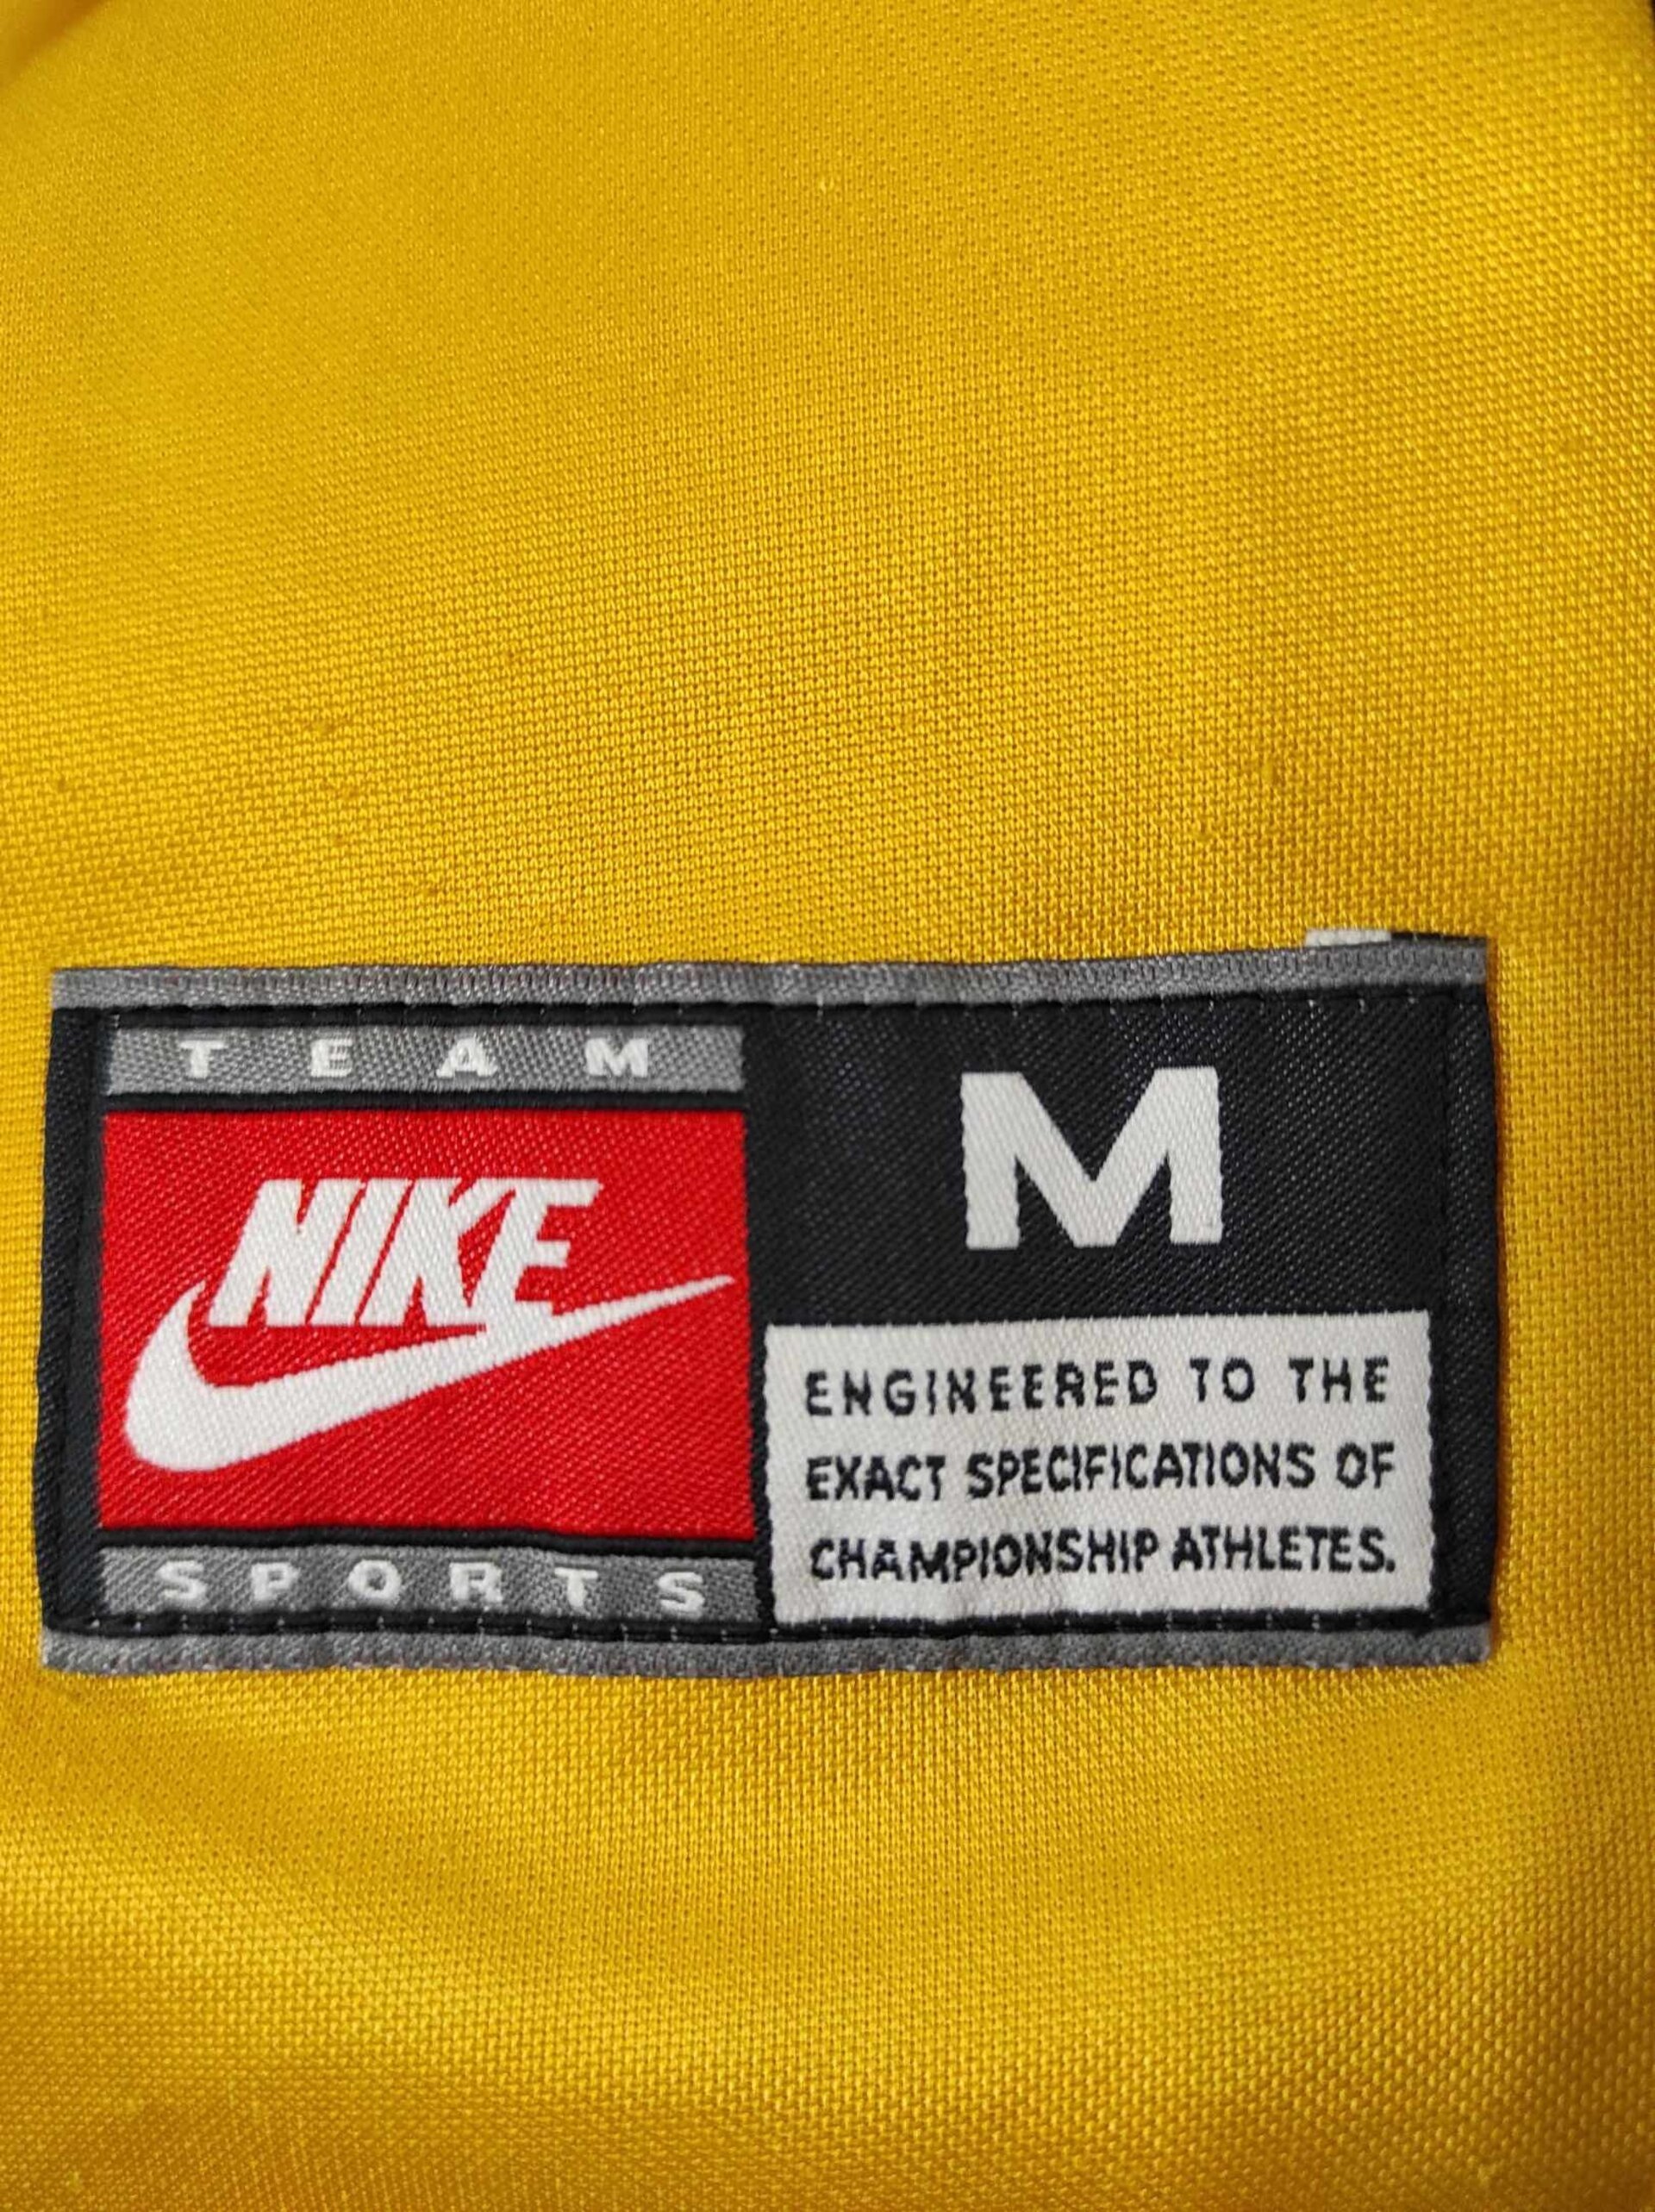 TEAM
NIKE
SPORTS
M
ENGINEERED TO THE
EXACT SPECIFICATIONS OF
CHAMPIONSHIP ATHLETES.